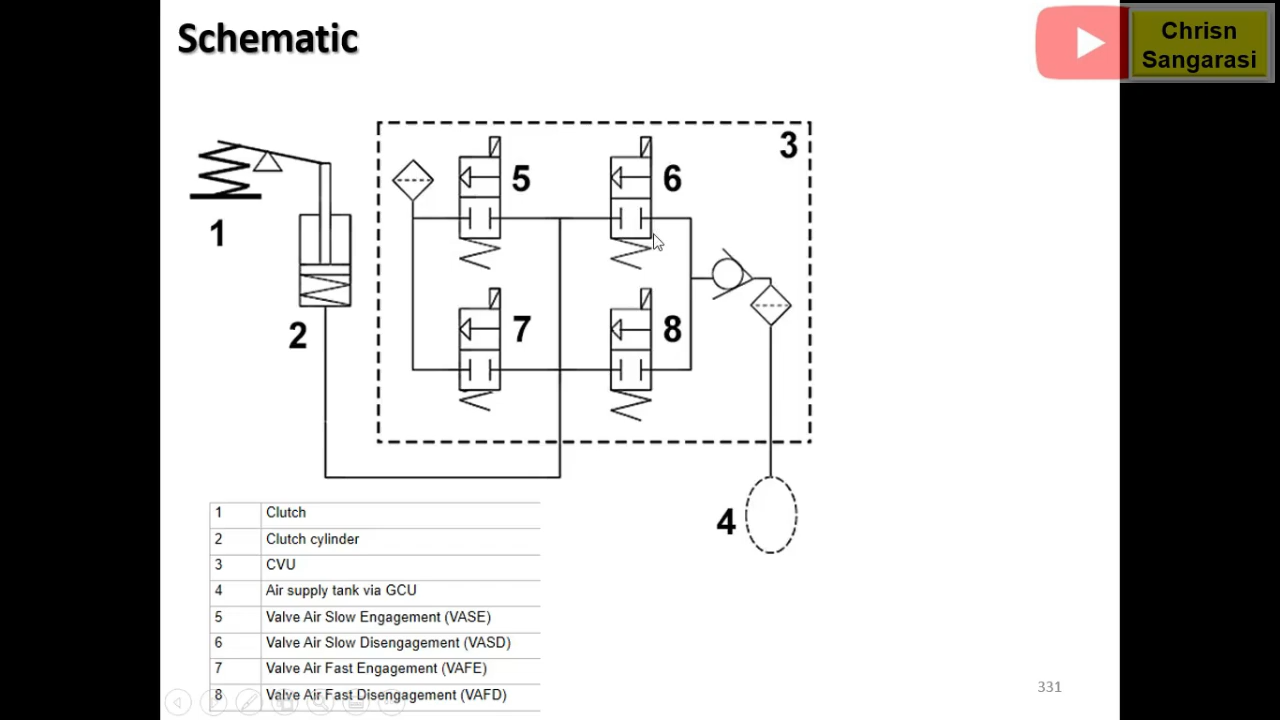 Schematic
Chrisn
Sangarasi
3
5
6
1
7
8
2
4
1 Clutch
2 Clutch cylinder
3 CVU
4 Air supply tank via GCU
5 Valve Air Slow Engagement (VASE)
6 Valve Air Slow Disengagement (VASD)
7 Valve Air Fast Engagement (VAFE)
8 Valve Air Fast Disengagement (VAFD)
331